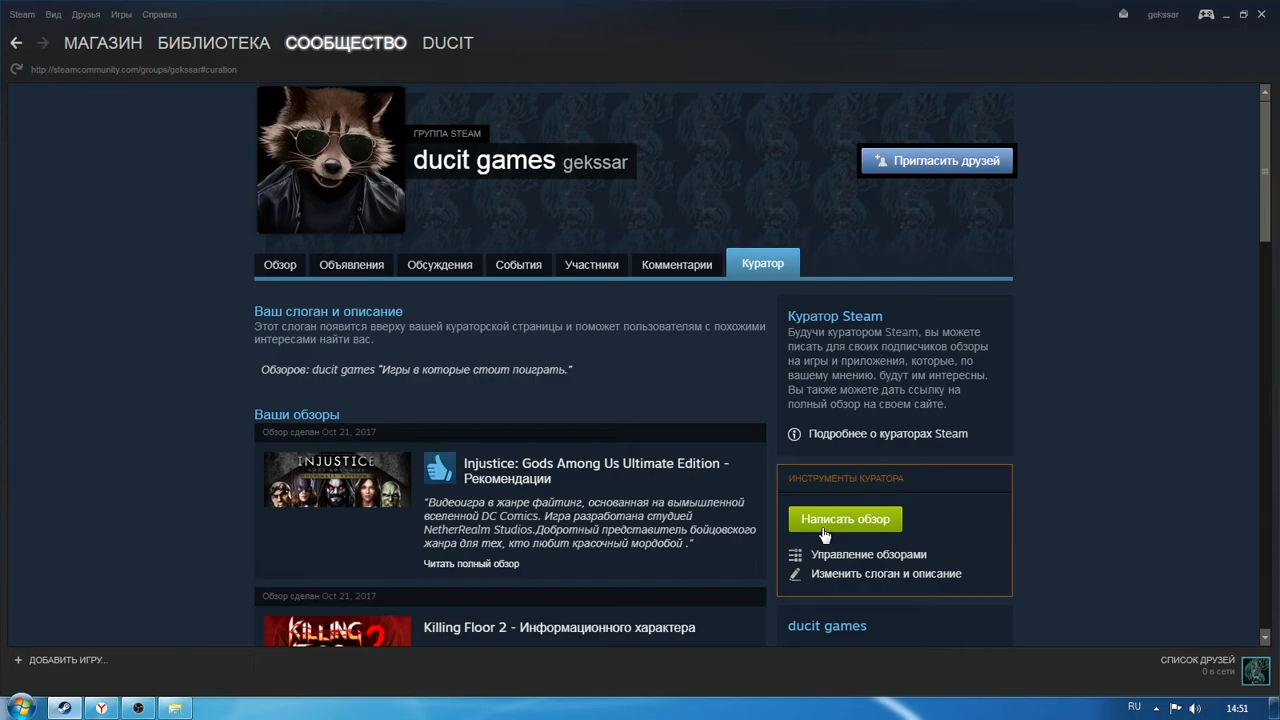 Steam Вид Друзья Игры Справка gekssar
МАГАЗИН БИБЛИОТЕКА СООБЩЕСТВО DUCIT
http://steamcommunity.com/groups/gekssar#curation
ГРУППА STEAM
ducit games gekssar
Пригласить друзей
Обзор Объявления Обсуждения События Участники Комментарии Куратор
Ваш слоган и описание
Этот слоган появится вверху вашей кураторской страницы и поможет пользователям с похожими
интересами найти вас.
Обзоров: ducit games "Игры в которые стоит поиграть."
Ваши обзоры
Обзор сделан Oct 21, 2017
INJUSTICE
Injustice: Gods Among Us Ultimate Edition -
Рекомендации
"Видеоигра в жанре файтинг, основанная на вымышленной
вселенной DC Comics. Игра разработана студией
NetherRealm Studios.Добротный представитель бойцовского
жанра для тех, кто любит красочный мордобой ."
Читать полный обзор
Обзор сделан Oct 21, 2017
KILLING
Killing Floor 2 - Информационного характера
Куратор Steam
Будучи куратором Steam, вы можете
писать для своих подписчиков обзоры
на игры и приложения, которые, по
вашему мнению, будут им интересны.
Вы также можете дать ссылку на
полный обзор на своем сайте.
Подробнее о кураторах Steam
ИНСТРУМЕНТЫ КУРАТОРА
Написать обзор
Управление обзорами
Изменить слоган и описание
ducit games
ДОБАВИТЬ ИГРУ...
СПИСОК ДРУЗЕЙ
0 в сети
RU 14:51